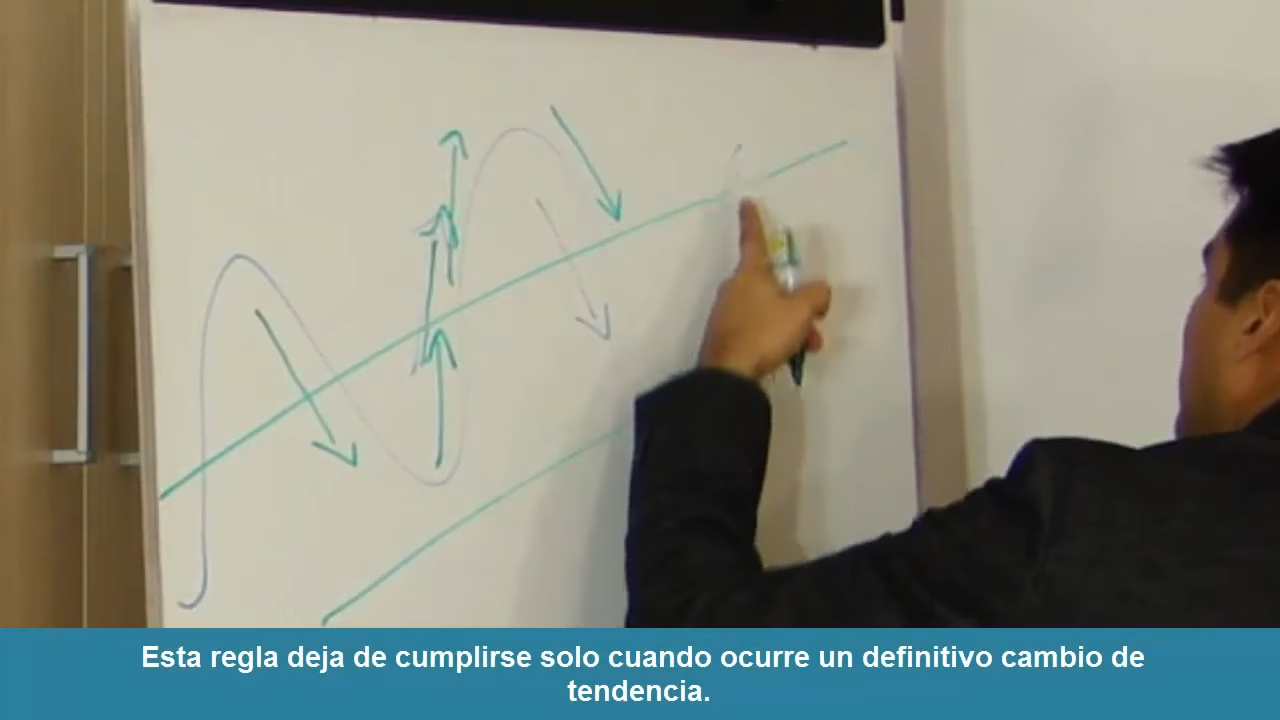 Esta regla deja de cumplirse solo cuando ocurre un definitivo cambio de
tendencia.